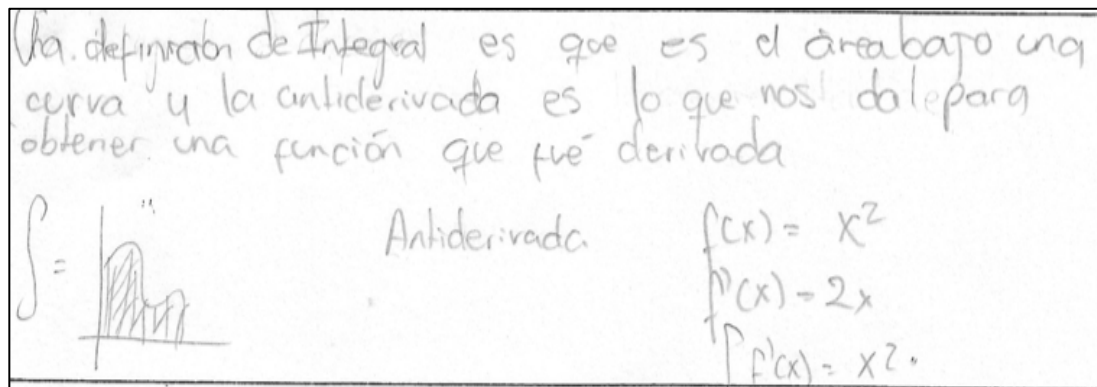 Una definición de Integral es que es el área bajo una
curva y la antiderivada es lo que nos da para
obtener una función que fué derivada
∫ =
Antiderivada
f(x) = x²
f'(x) = 2x
∫ f'(x) = x².